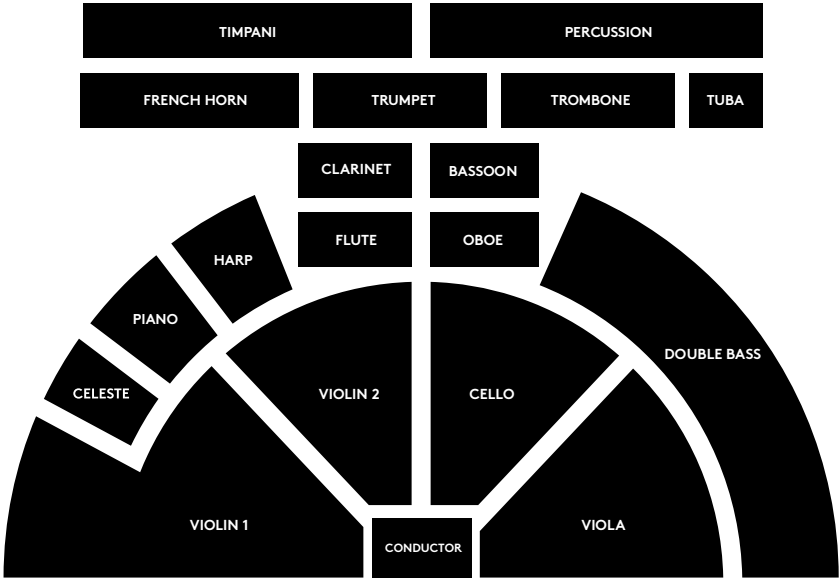 TIMPANI
PERCUSSION
FRENCH HORN
TRUMPET
TROMBONE
TUBA
CLARINET
BASSOON
FLUTE
OBOE
HARP
PIANO
DOUBLE BASS
CELESTE
VIOLIN 2
CELLO
VIOLIN 1
VIOLA
CONDUCTOR